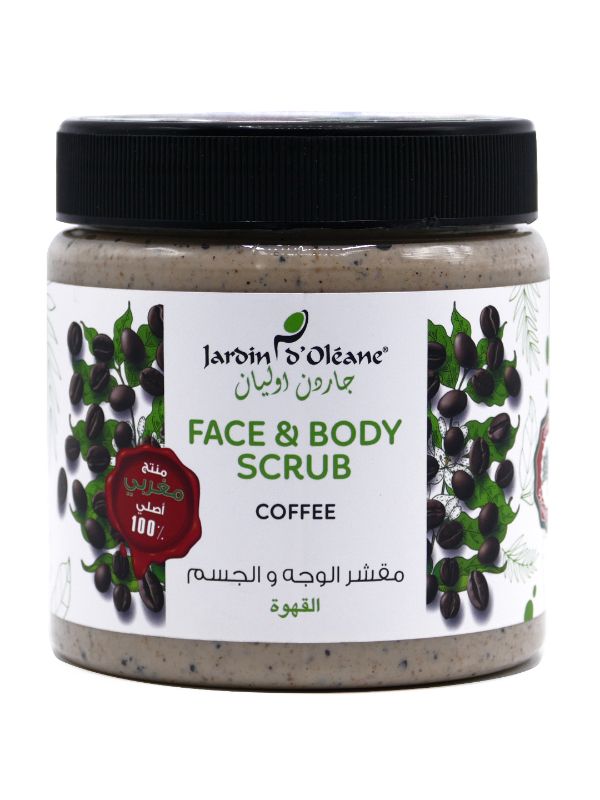 Jardin d'Oléane®
جاردن اوليان
FACE & BODY
SCRUB
COFFEE
مقشر الوجه و الجسم
القهوة
منتج
مغربي
أصلي
100%